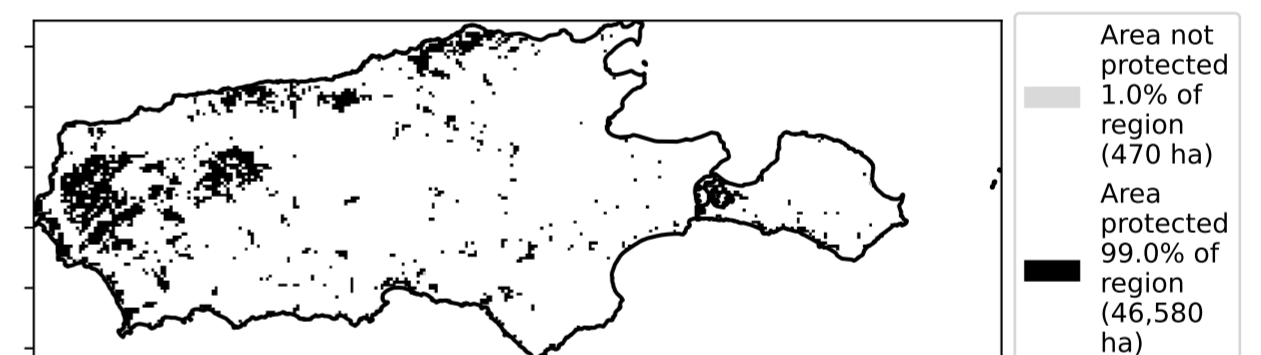 Area not
protected
1.0% of
region
(470 ha)
Area
protected
99.0% of
region
(46,580
ha)